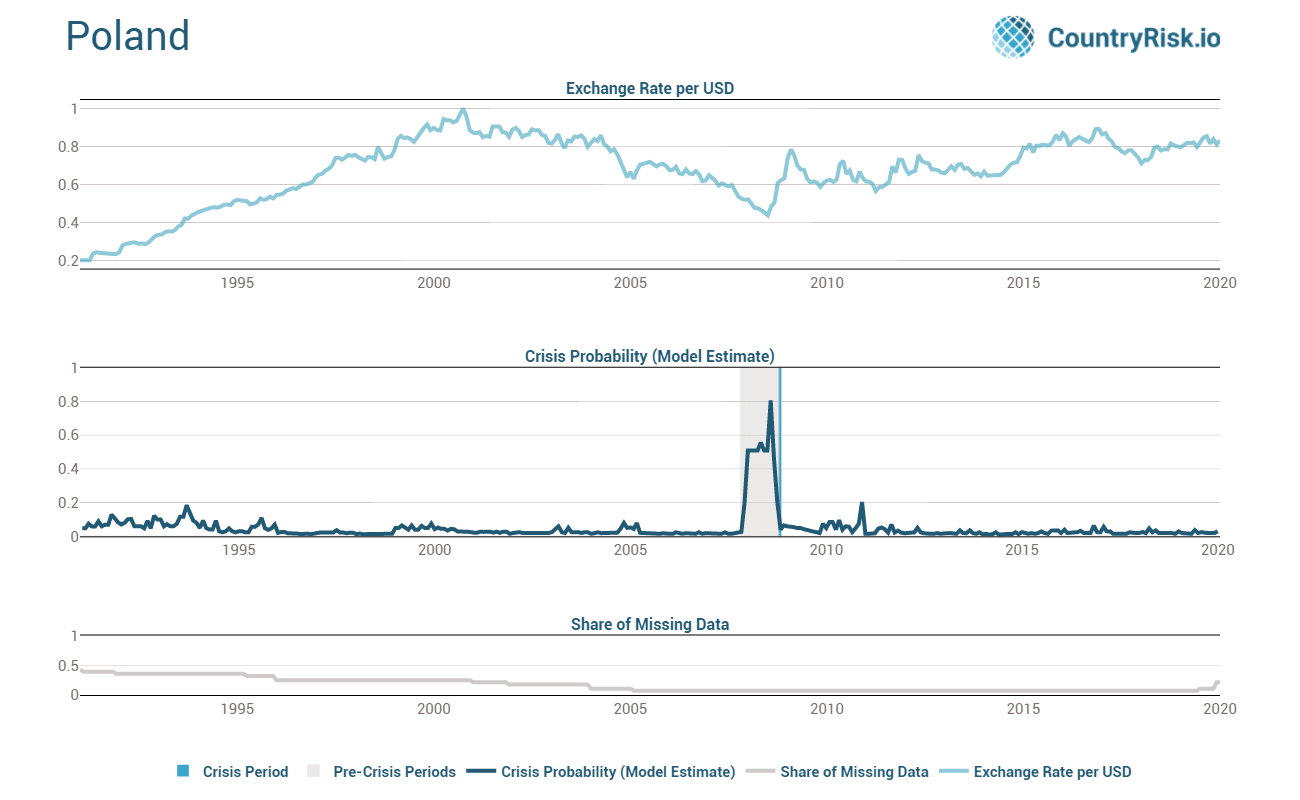 Poland
CountryRisk.io
Exchange Rate per USD
1
0.8
0.6
0.4
0.2
1995 2000 2005 2010 2015 2020
Crisis Probability (Model Estimate)
1
0.8
0.6
0.4
0.2
0
1995 2000 2005 2010 2015 2020
Share of Missing Data
1
0.5
0
1995 2000 2005 2010 2015 2020
Crisis Period Pre-Crisis Periods Crisis Probability (Model Estimate) Share of Missing Data Exchange Rate per USD